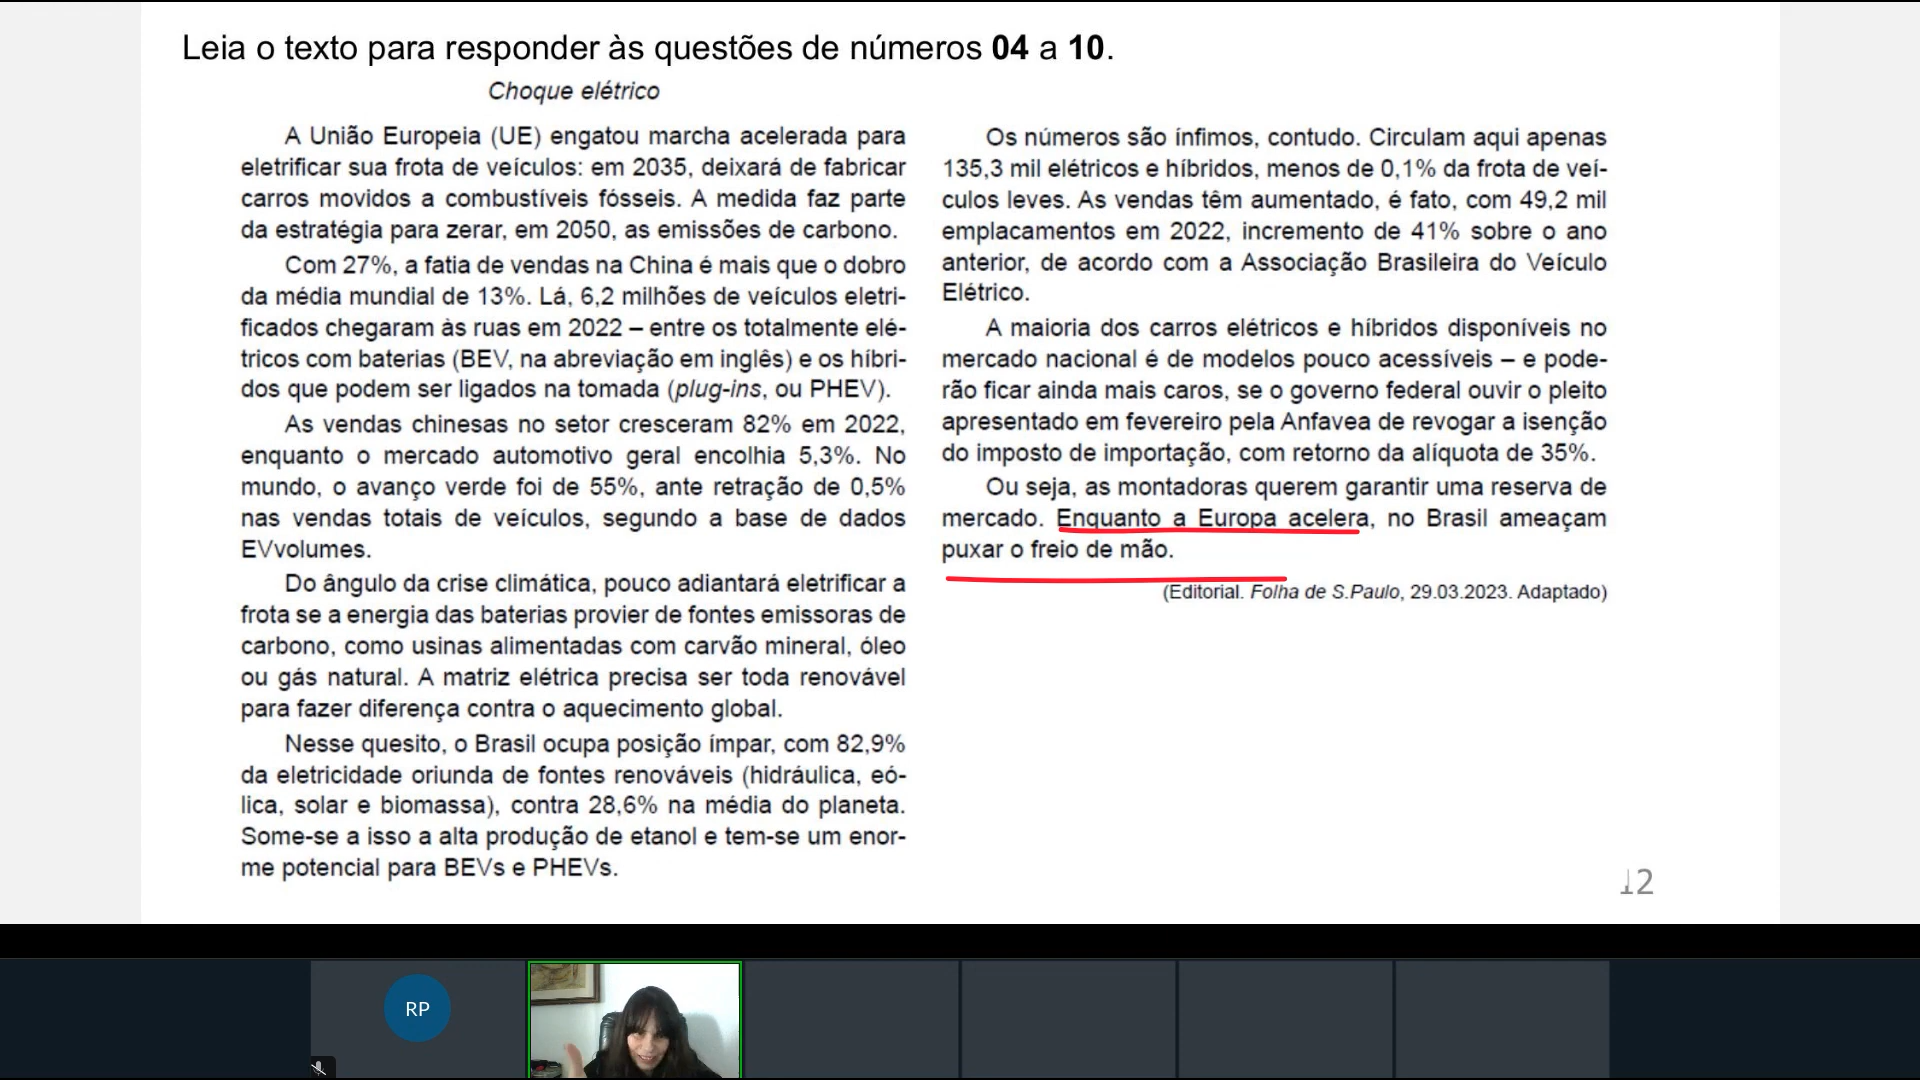 Leia o texto para responder às questões de números 04 a 10.
Choque elétrico
A União Europeia (UE) engatou marcha acelerada para
eletrificar sua frota de veículos: em 2035, deixará de fabricar
carros movidos a combustíveis fósseis. A medida faz parte
da estratégia para zerar, em 2050, as emissões de carbono.
Com 27%, a fatia de vendas na China é mais que o dobro
da média mundial de 13%. Lá, 6,2 milhões de veículos eletri-
ficados chegaram às ruas em 2022 – entre os totalmente elé-
tricos com baterias (BEV, na abreviação em inglês) e os híbri-
dos que podem ser ligados na tomada (plug-ins, ou PHEV).
As vendas chinesas no setor cresceram 82% em 2022,
enquanto o mercado automotivo geral encolhia 5,3%. No
mundo, o avanço verde foi de 55%, ante retração de 0,5%
nas vendas totais de veículos, segundo a base de dados
EVvolumes.
Do ângulo da crise climática, pouco adiantará eletrificar a
frota se a energia das baterias provier de fontes emissoras de
carbono, como usinas alimentadas com carvão mineral, óleo
ou gás natural. A matriz elétrica precisa ser toda renovável
para fazer diferença contra o aquecimento global.
Nesse quesito, o Brasil ocupa posição ímpar, com 82,9%
da eletricidade oriunda de fontes renováveis (hidráulica, eó-
lica, solar e biomassa), contra 28,6% na média do planeta.
Some-se a isso a alta produção de etanol e tem-se um enor-
me potencial para BEVs e PHEVs.
Os números são ínfimos, contudo. Circulam aqui apenas
135,3 mil elétricos e híbridos, menos de 0,1% da frota de veí-
culos leves. As vendas têm aumentado, é fato, com 49,2 mil
emplacamentos em 2022, incremento de 41% sobre o ano
anterior, de acordo com a Associação Brasileira do Veículo
Elétrico.
A maioria dos carros elétricos e híbridos disponíveis no
mercado nacional é de modelos pouco acessíveis – e pode-
rão ficar ainda mais caros, se o governo federal ouvir o pleito
apresentado em fevereiro pela Anfavea de revogar a isenção
do imposto de importação, com retorno da alíquota de 35%.
Ou seja, as montadoras querem garantir uma reserva de
mercado. Enquanto a Europa acelera, no Brasil ameaçam
puxar o freio de mão.
(Editorial. Folha de S.Paulo, 29.03.2023. Adaptado)
12
RP